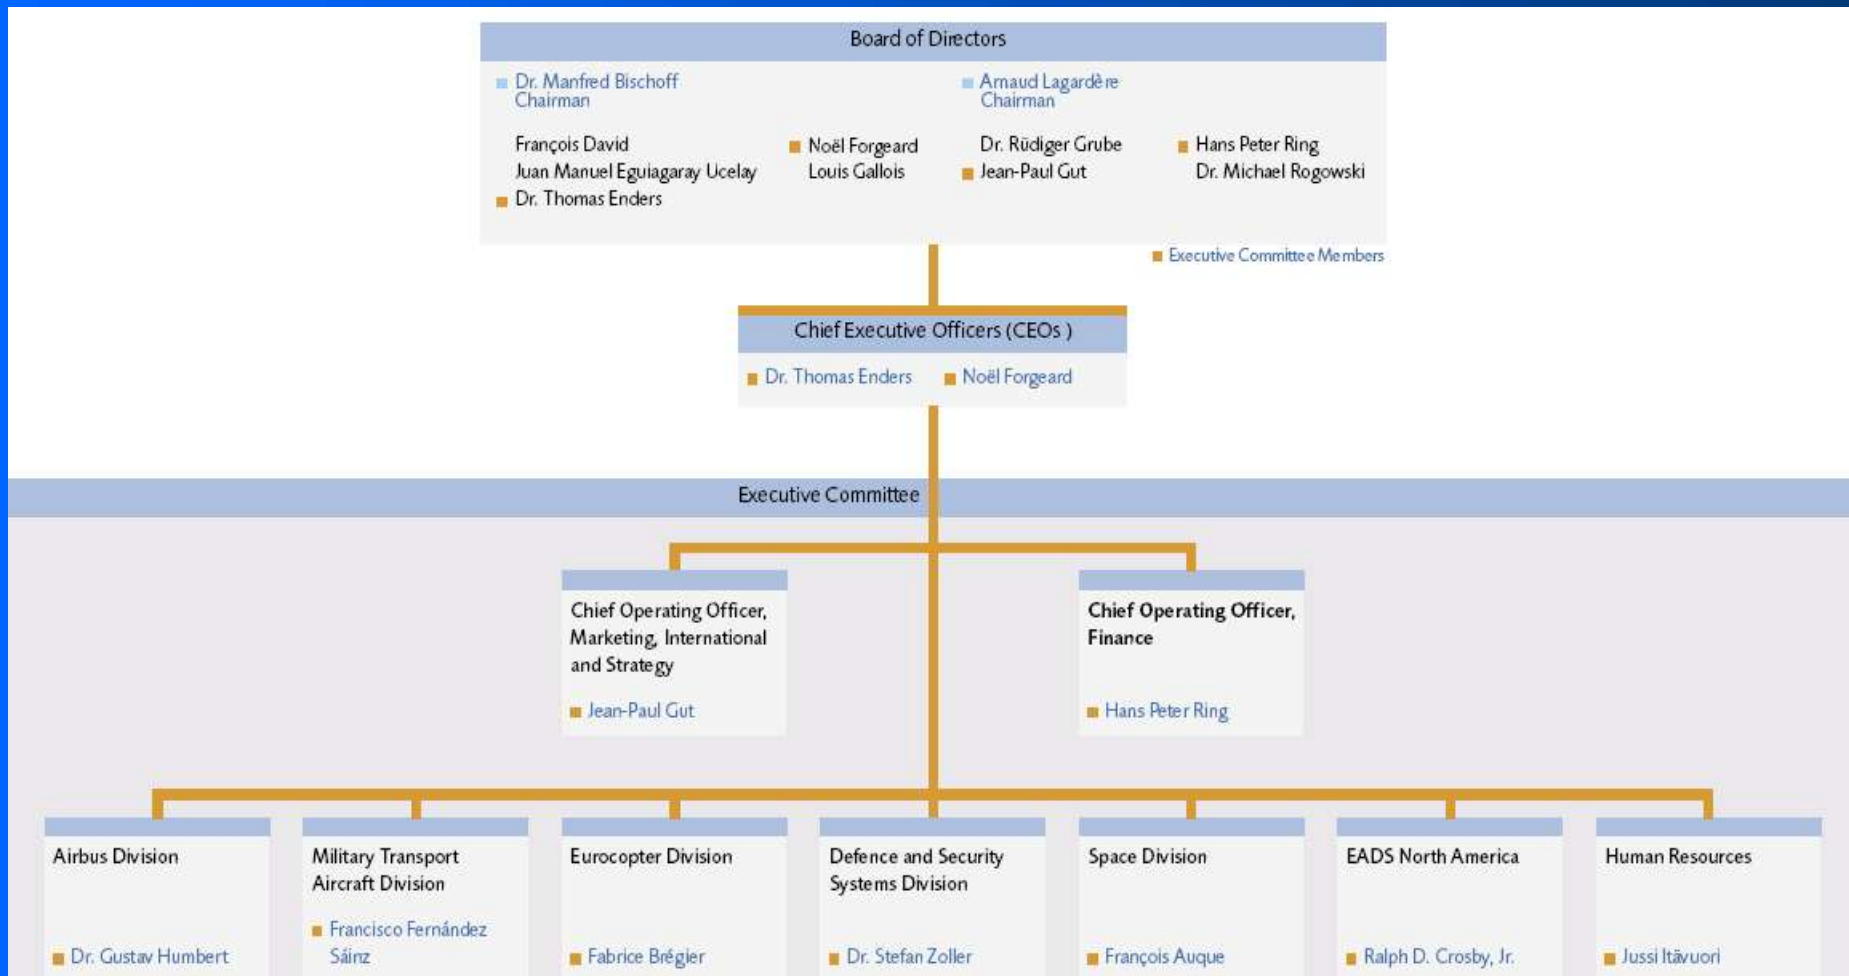 Board of Directors
Dr. Manfred Bischoff
Chairman
Arnaud Lagardère
Chairman
François David
Juan Manuel Eguiagaray Ucelay
Dr. Thomas Enders
Noël Forgeard
Louis Gallois
Dr. Rüdiger Grube
Jean-Paul Gut
Hans Peter Ring
Dr. Michael Rogowski
Executive Committee Members
Chief Executive Officers (CEOs )
Dr. Thomas Enders
Noël Forgeard
Executive Committee
Chief Operating Officer,
Marketing, International
and Strategy
Jean-Paul Gut
Chief Operating Officer,
Finance
Hans Peter Ring
Airbus Division
Dr. Gustav Humbert
Military Transport
Aircraft Division
Francisco Fernández
Sáinz
Eurocopter Division
Fabrice Brégier
Defence and Security
Systems Division
Dr. Stefan Zoller
Space Division
François Auque
EADS North America
Ralph D. Crosby, Jr.
Human Resources
Jussi Itävuori